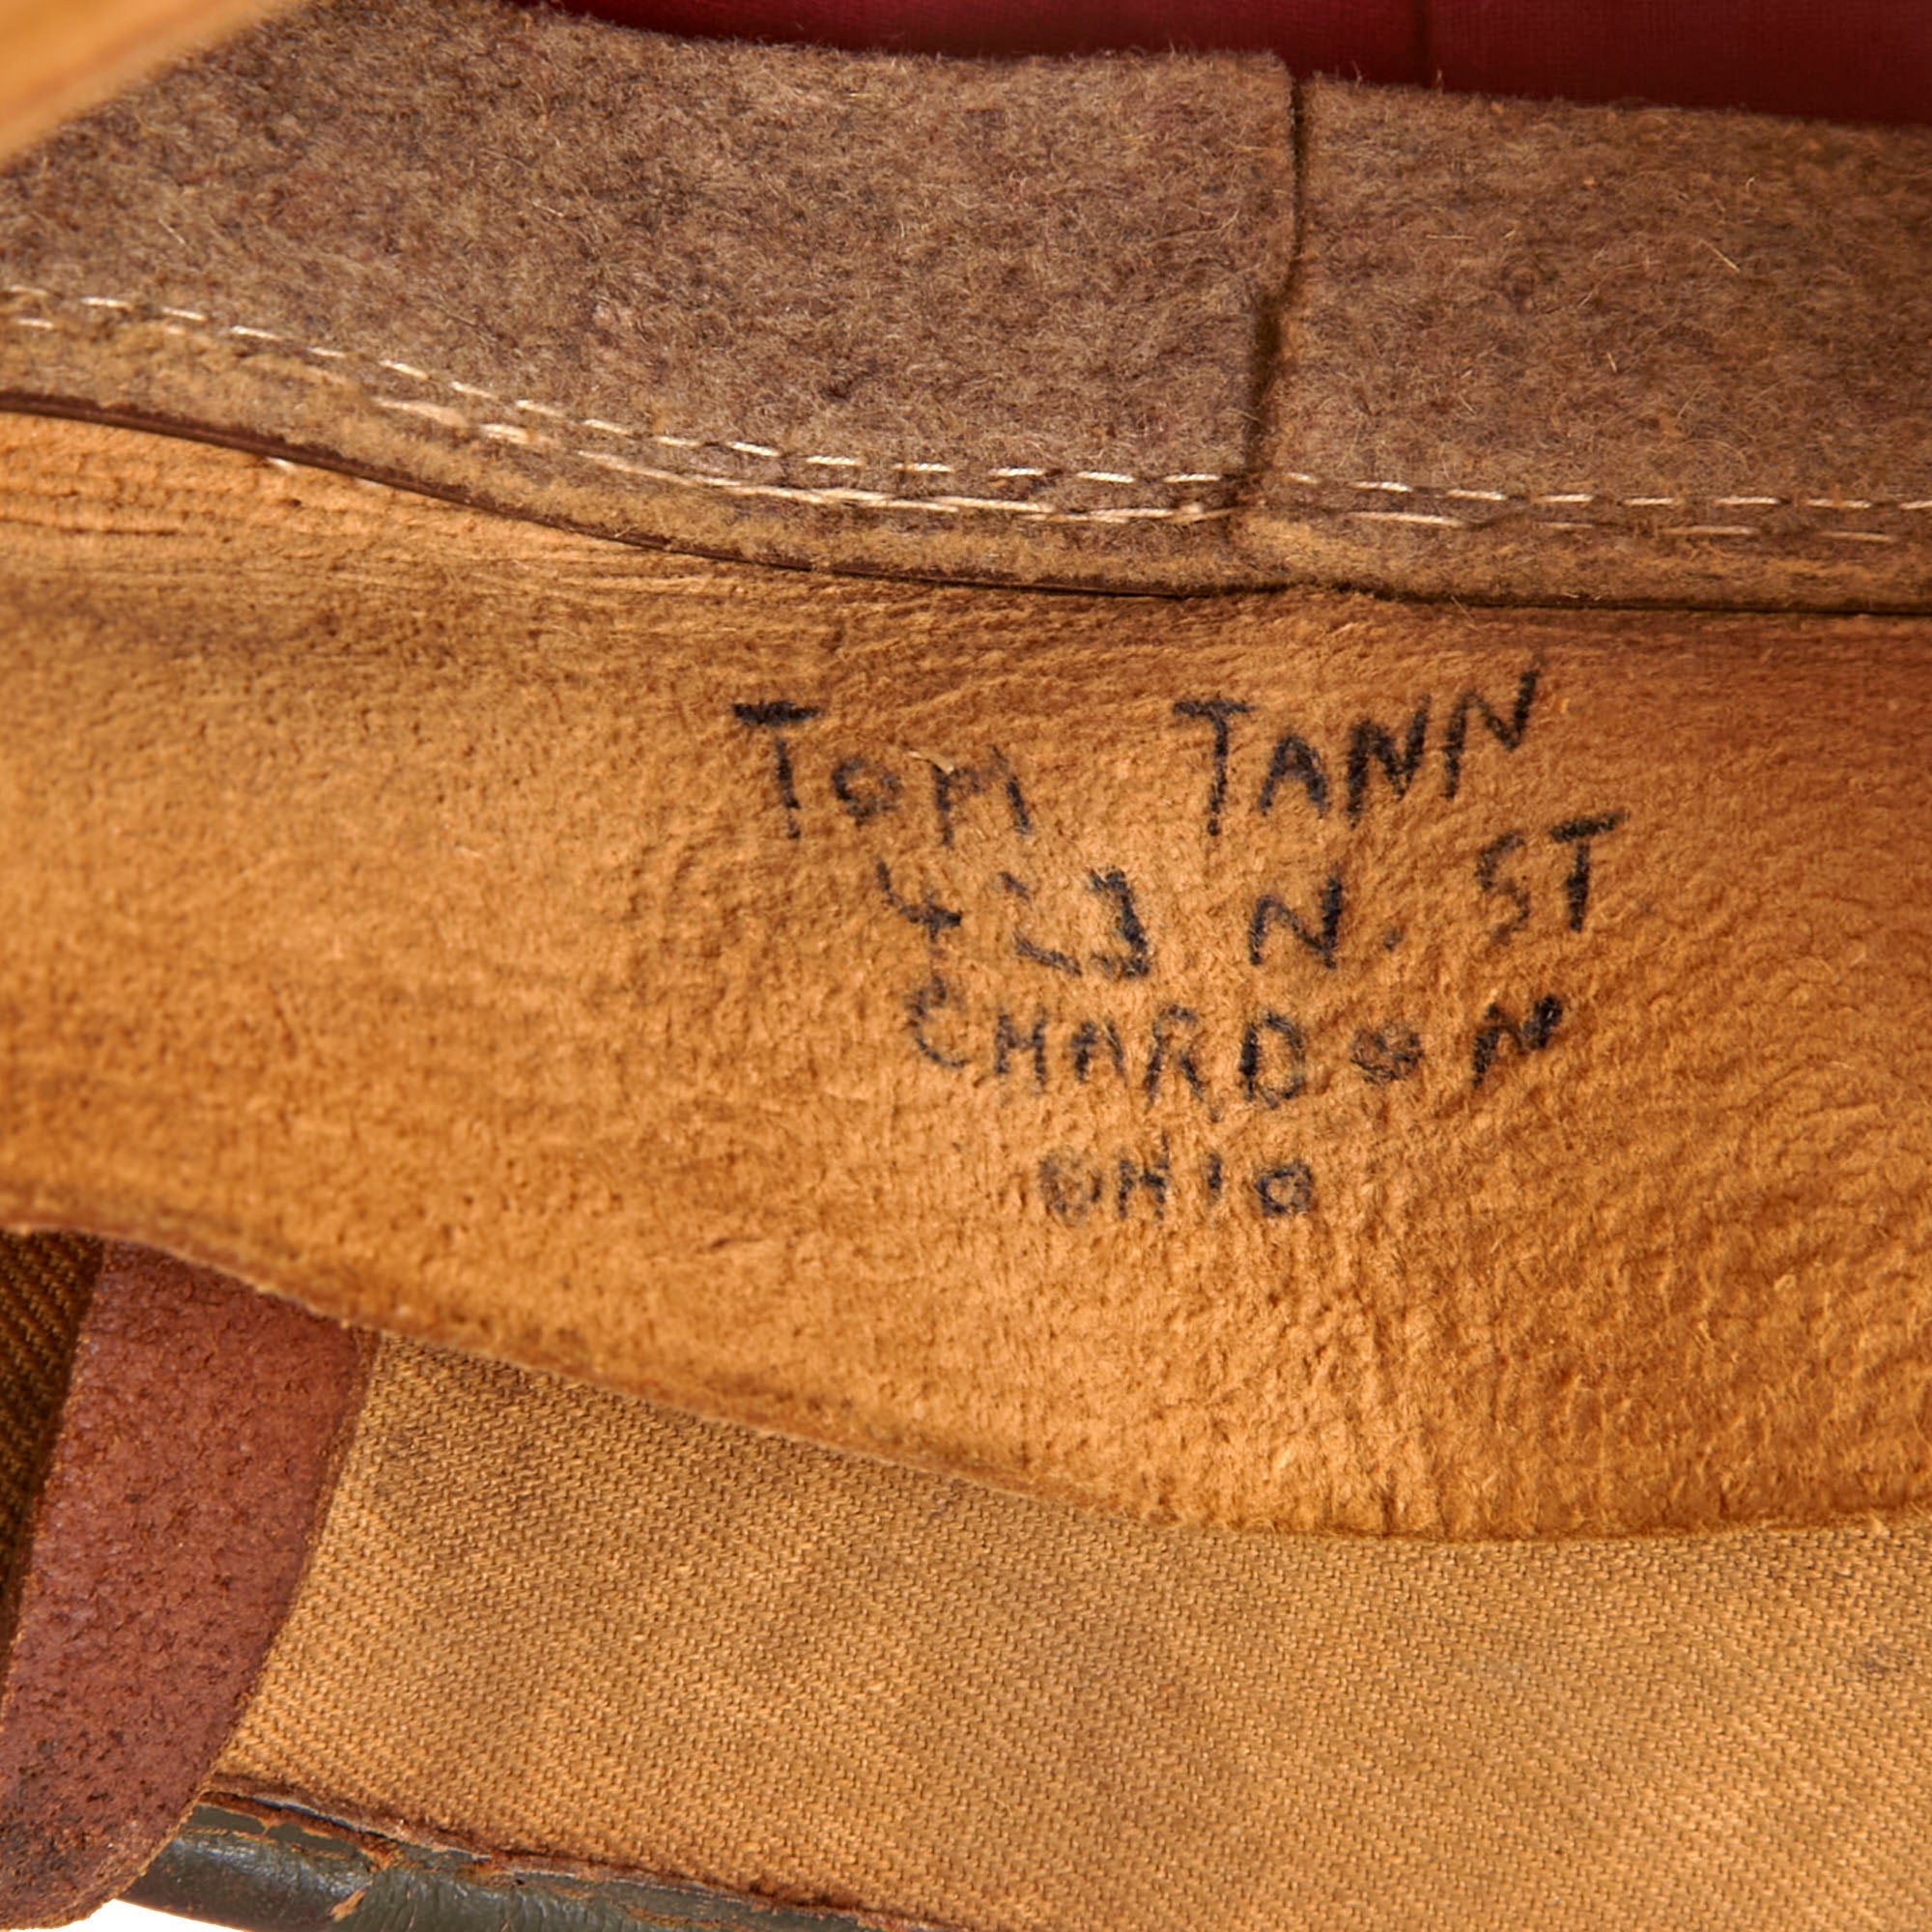 TOM TANN
423 N. ST
CHARDON
OHIO